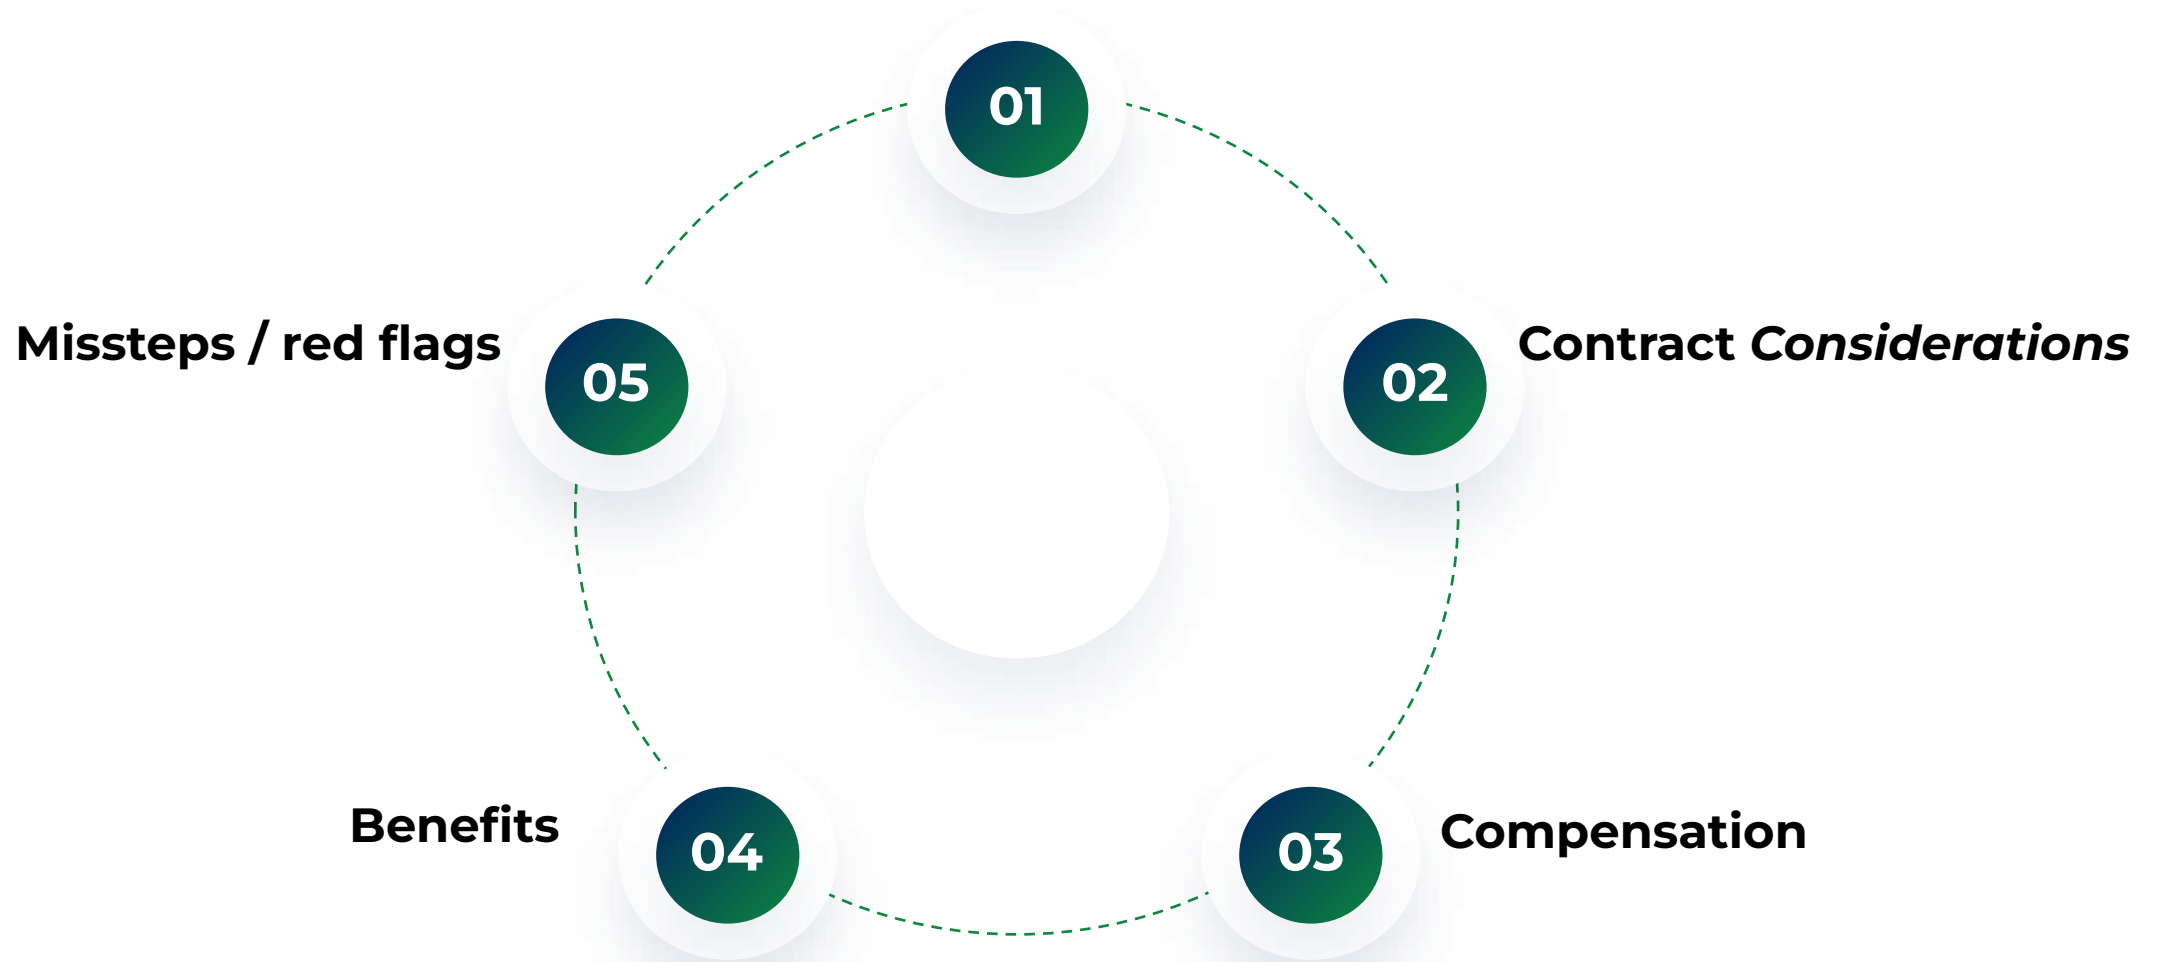 01
Missteps / red flags
05
02
Contract Considerations
Benefits
04
03
Compensation